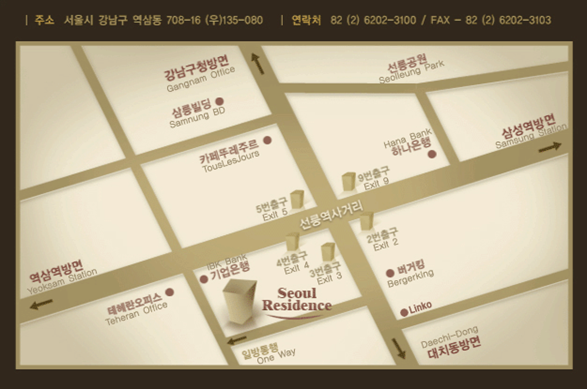 | 주소 서울시 강남구 역삼동 708-16 (우)135-080 | 연락처 82 (2) 6202-3100 / FAX - 82 (2) 6202-3103
강남구청방면
Gangnam Office
선릉공원
Seolleung Park
삼릉빌딩
Samnung BD
카페뚜레주르
TousLesJours
Hana Bank
하나은행
삼성역방면
Samsung Station
9번출구
Exit 9
5번출구
Exit 5
선릉역사거리
2번출구
Exit 2
4번출구
Exit 4
3번출구
Exit 3
IBK Bank
기업은행
역삼역방면
Yeoksam Station
테헤란오피스
Teheran Office
Seoul
Residence
버거킹
BergerKing
Linko
일방통행
One Way
Daechi-Dong
대치동방면